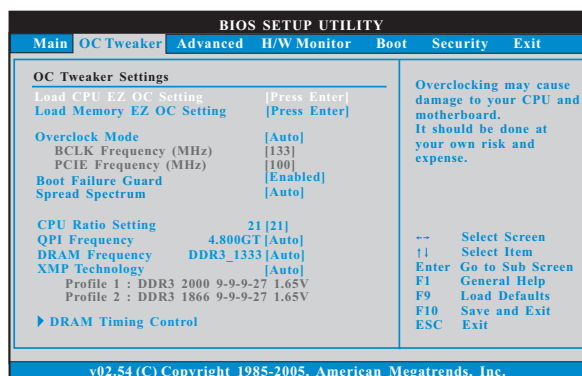 BIOS SETUP UTILITY
Main OC Tweaker Advanced H/W Monitor Boot Security Exit
OC Tweaker Settings
Load CPU EZ OC Setting [Press Enter]
Load Memory EZ OC Setting [Press Enter]
Overclock Mode [Auto]
BCLK Frequency (MHz) [133]
PCIE Frequency (MHz) [100]
Boot Failure Guard [Enabled]
Spread Spectrum [Auto]
CPU Ratio Setting 21 [21]
QPI Frequency 4.800GT [Auto]
DRAM Frequency DDR3_1333 [Auto]
XMP Technology [Auto]
Profile 1 : DDR3 2000 9-9-9-27 1.65V
Profile 2 : DDR3 1866 9-9-9-27 1.65V
DRAM Timing Control
Overclocking may cause
damage to your CPU and
motherboard.
It should be done at
your own risk and
expense.
←→ Select Screen
↑↓ Select Item
Enter Go to Sub Screen
F1 General Help
F9 Load Defaults
F10 Save and Exit
ESC Exit
v02.54 (C) Copyright 1985-2005, American Megatrends, Inc.